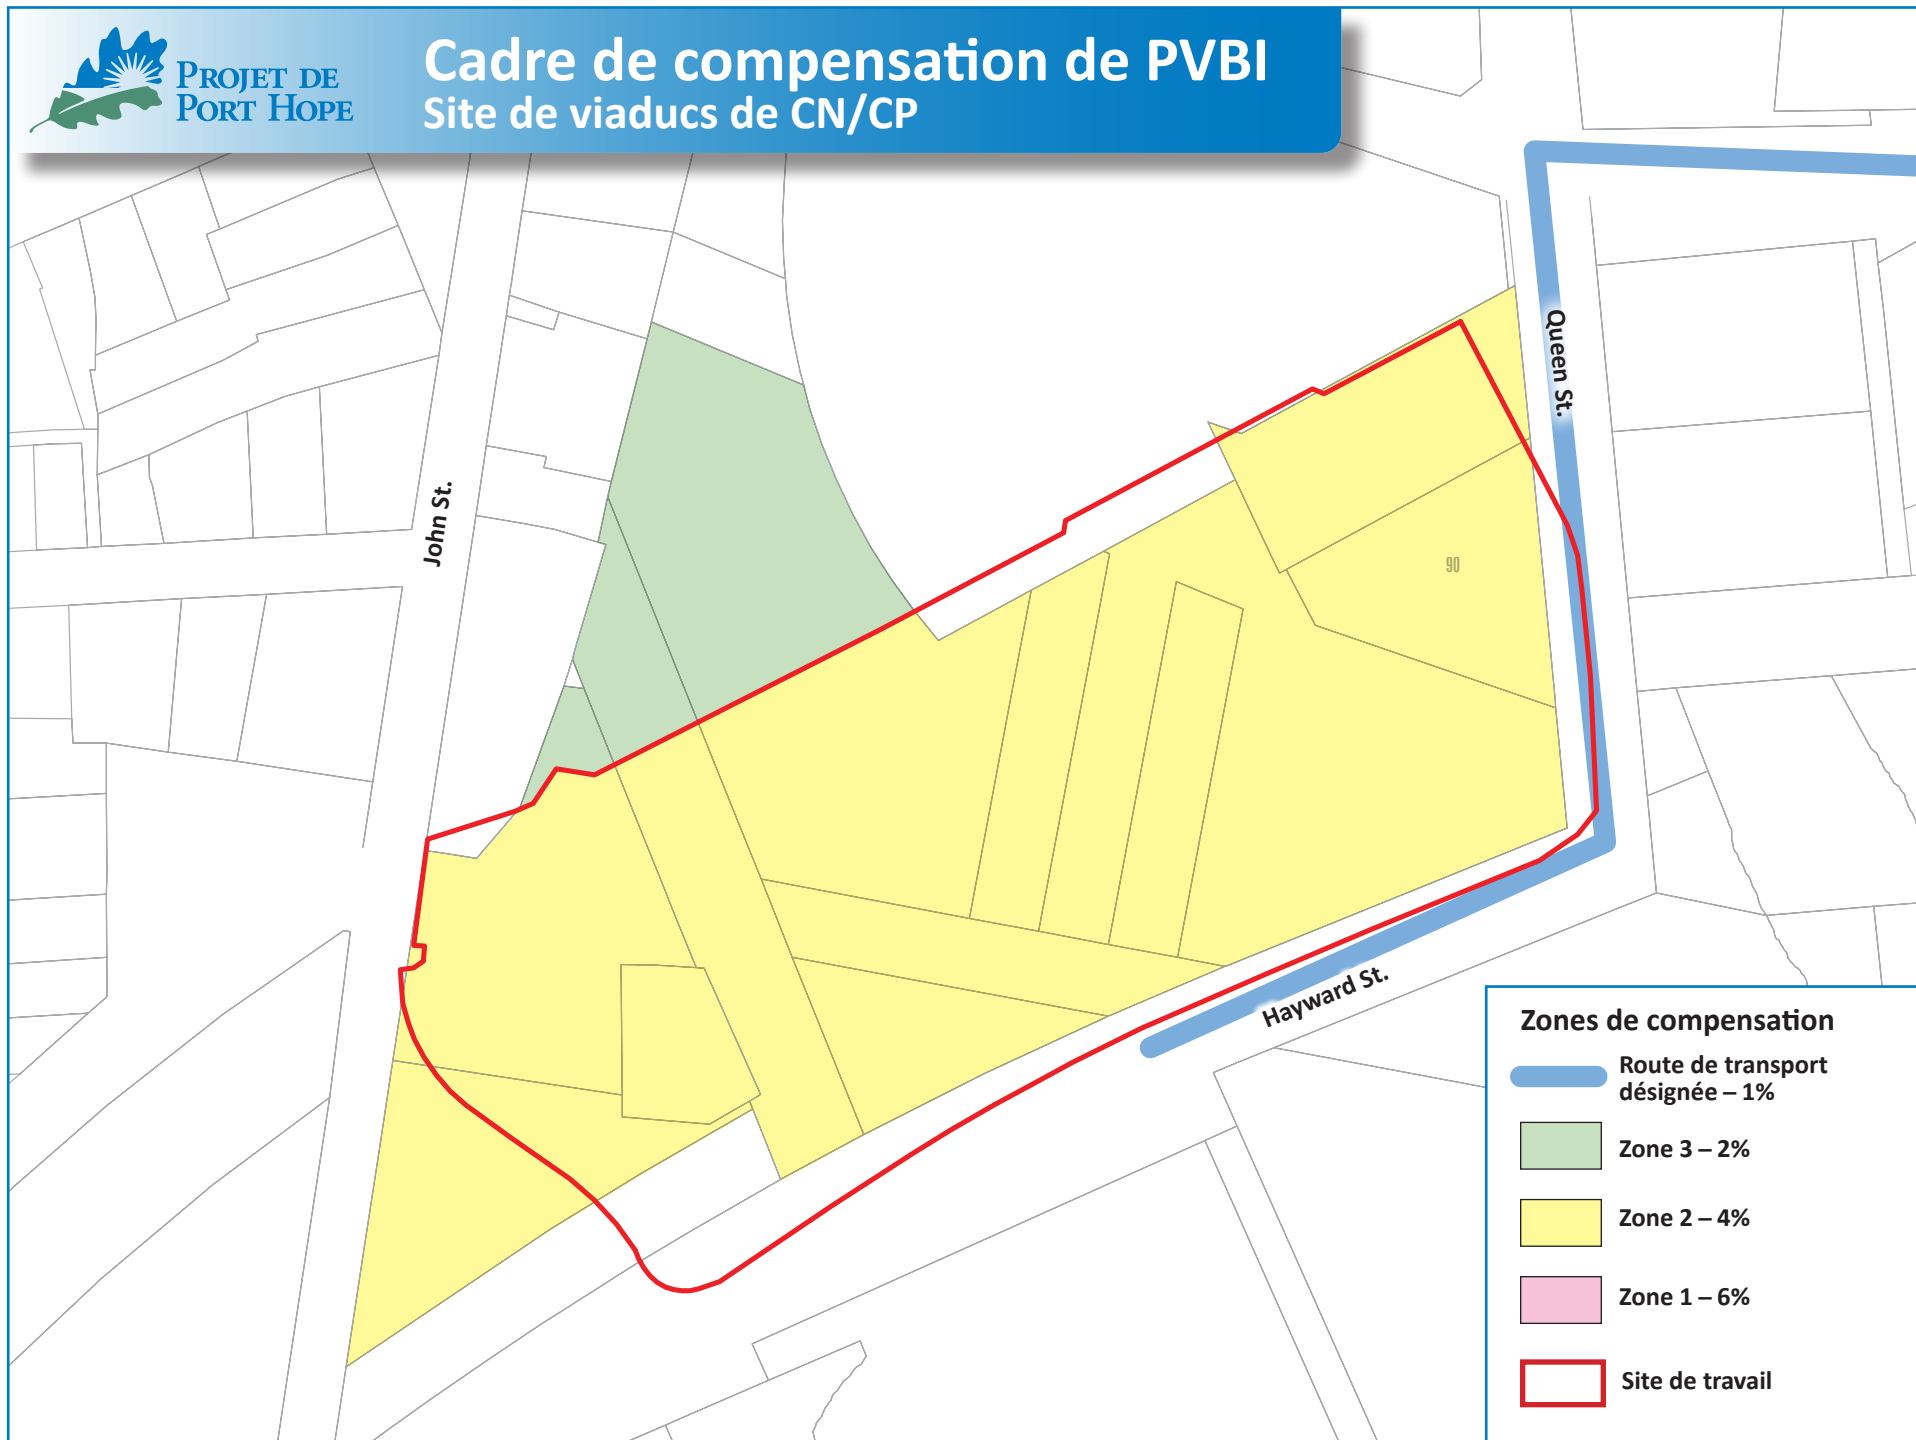 PROJET DE
PORT HOPE
Cadre de compensation de PVBI
Site de viaducs de CN/CP
Queen St.
John St.
90
Hayward St.
Zones de compensation
Route de transport
désignée – 1%
Zone 3 – 2%
Zone 2 – 4%
Zone 1 – 6%
Site de travail